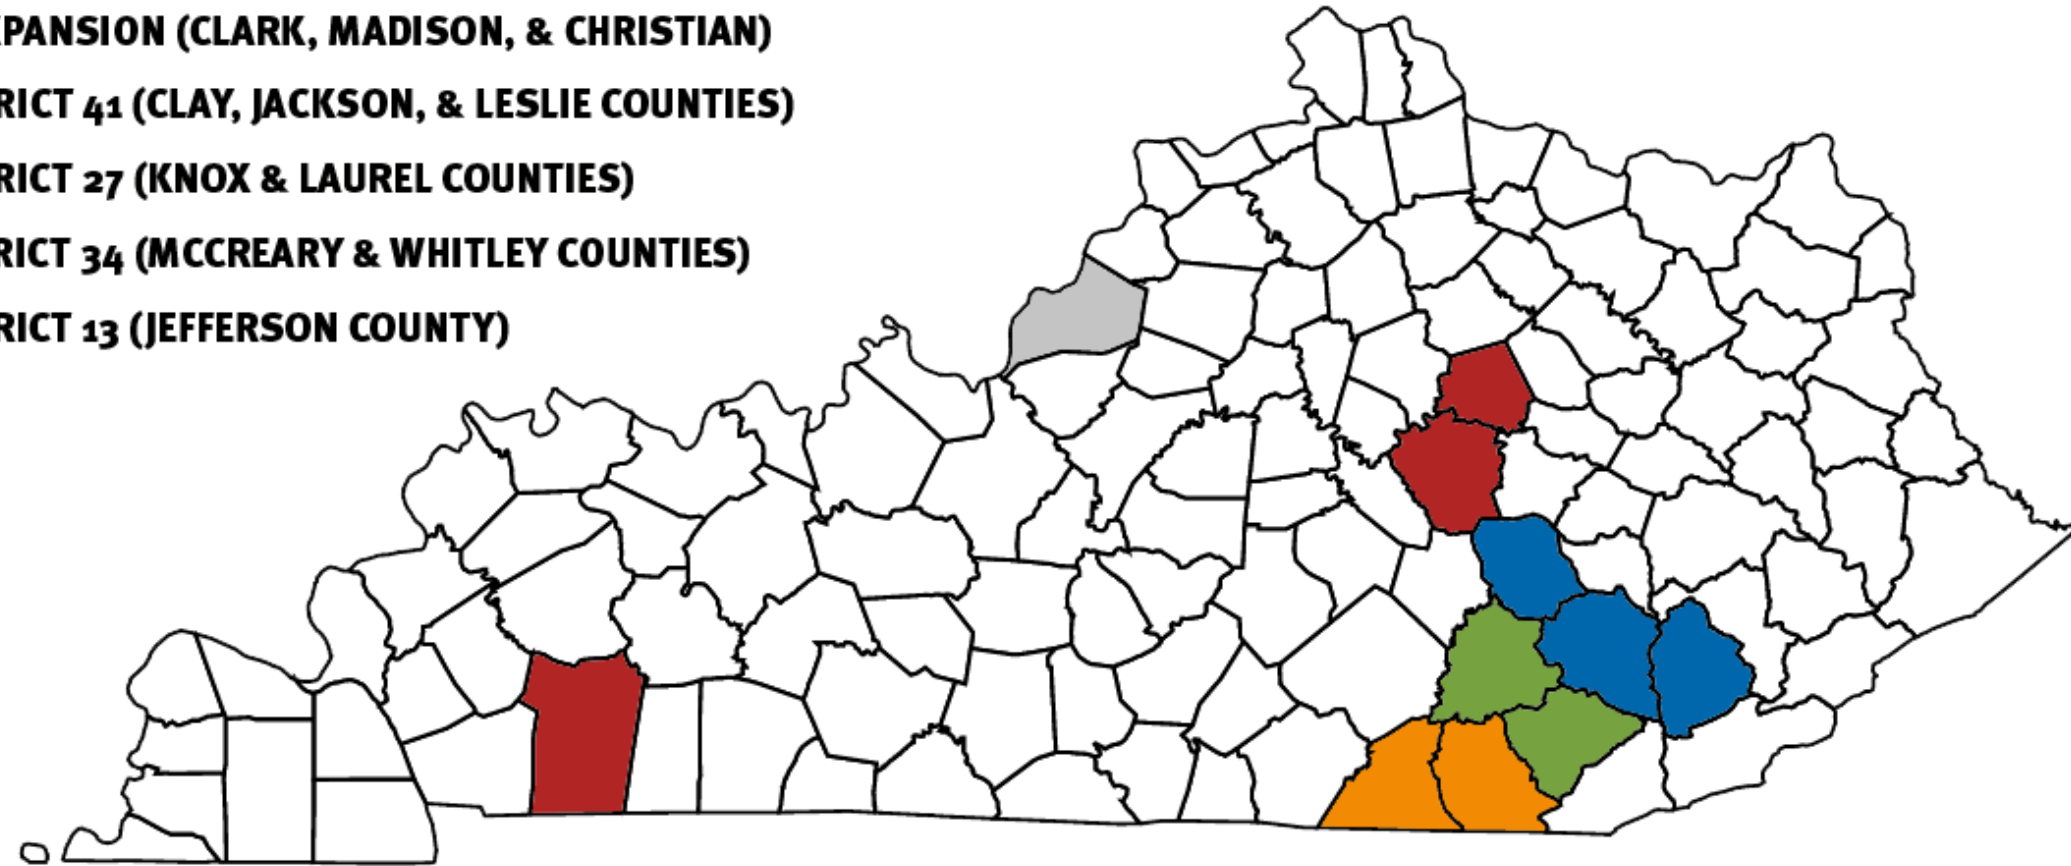 XPANSION (CLARK, MADISON, & CHRISTIAN)
RICT 41 (CLAY, JACKSON, & LESLIE COUNTIES)
RICT 27 (KNOX & LAUREL COUNTIES)
RICT 34 (MCCREARY & WHITLEY COUNTIES)
RICT 13 (JEFFERSON COUNTY)